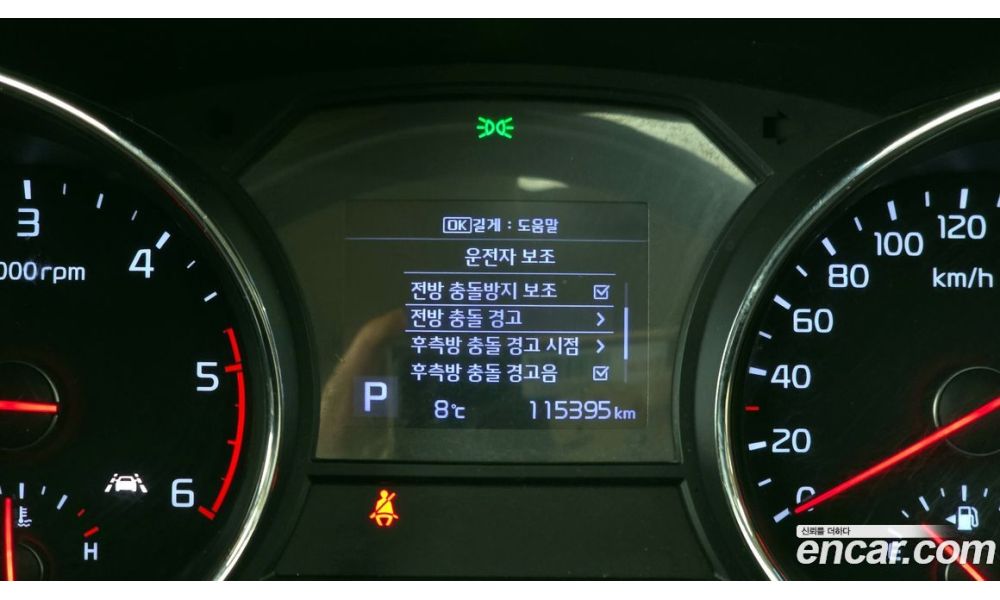 OK 길게 : 도움말
운전자 보조
전방 충돌방지 보조
전방 충돌 경고
후측방 충돌 경고 시점
후측방 충돌 경고음
P
8℃
115395 km
3
4
5
6
000rpm
H
0
20
40
60
80
100
120
km/h
E
신뢰를 더하다
encar.com